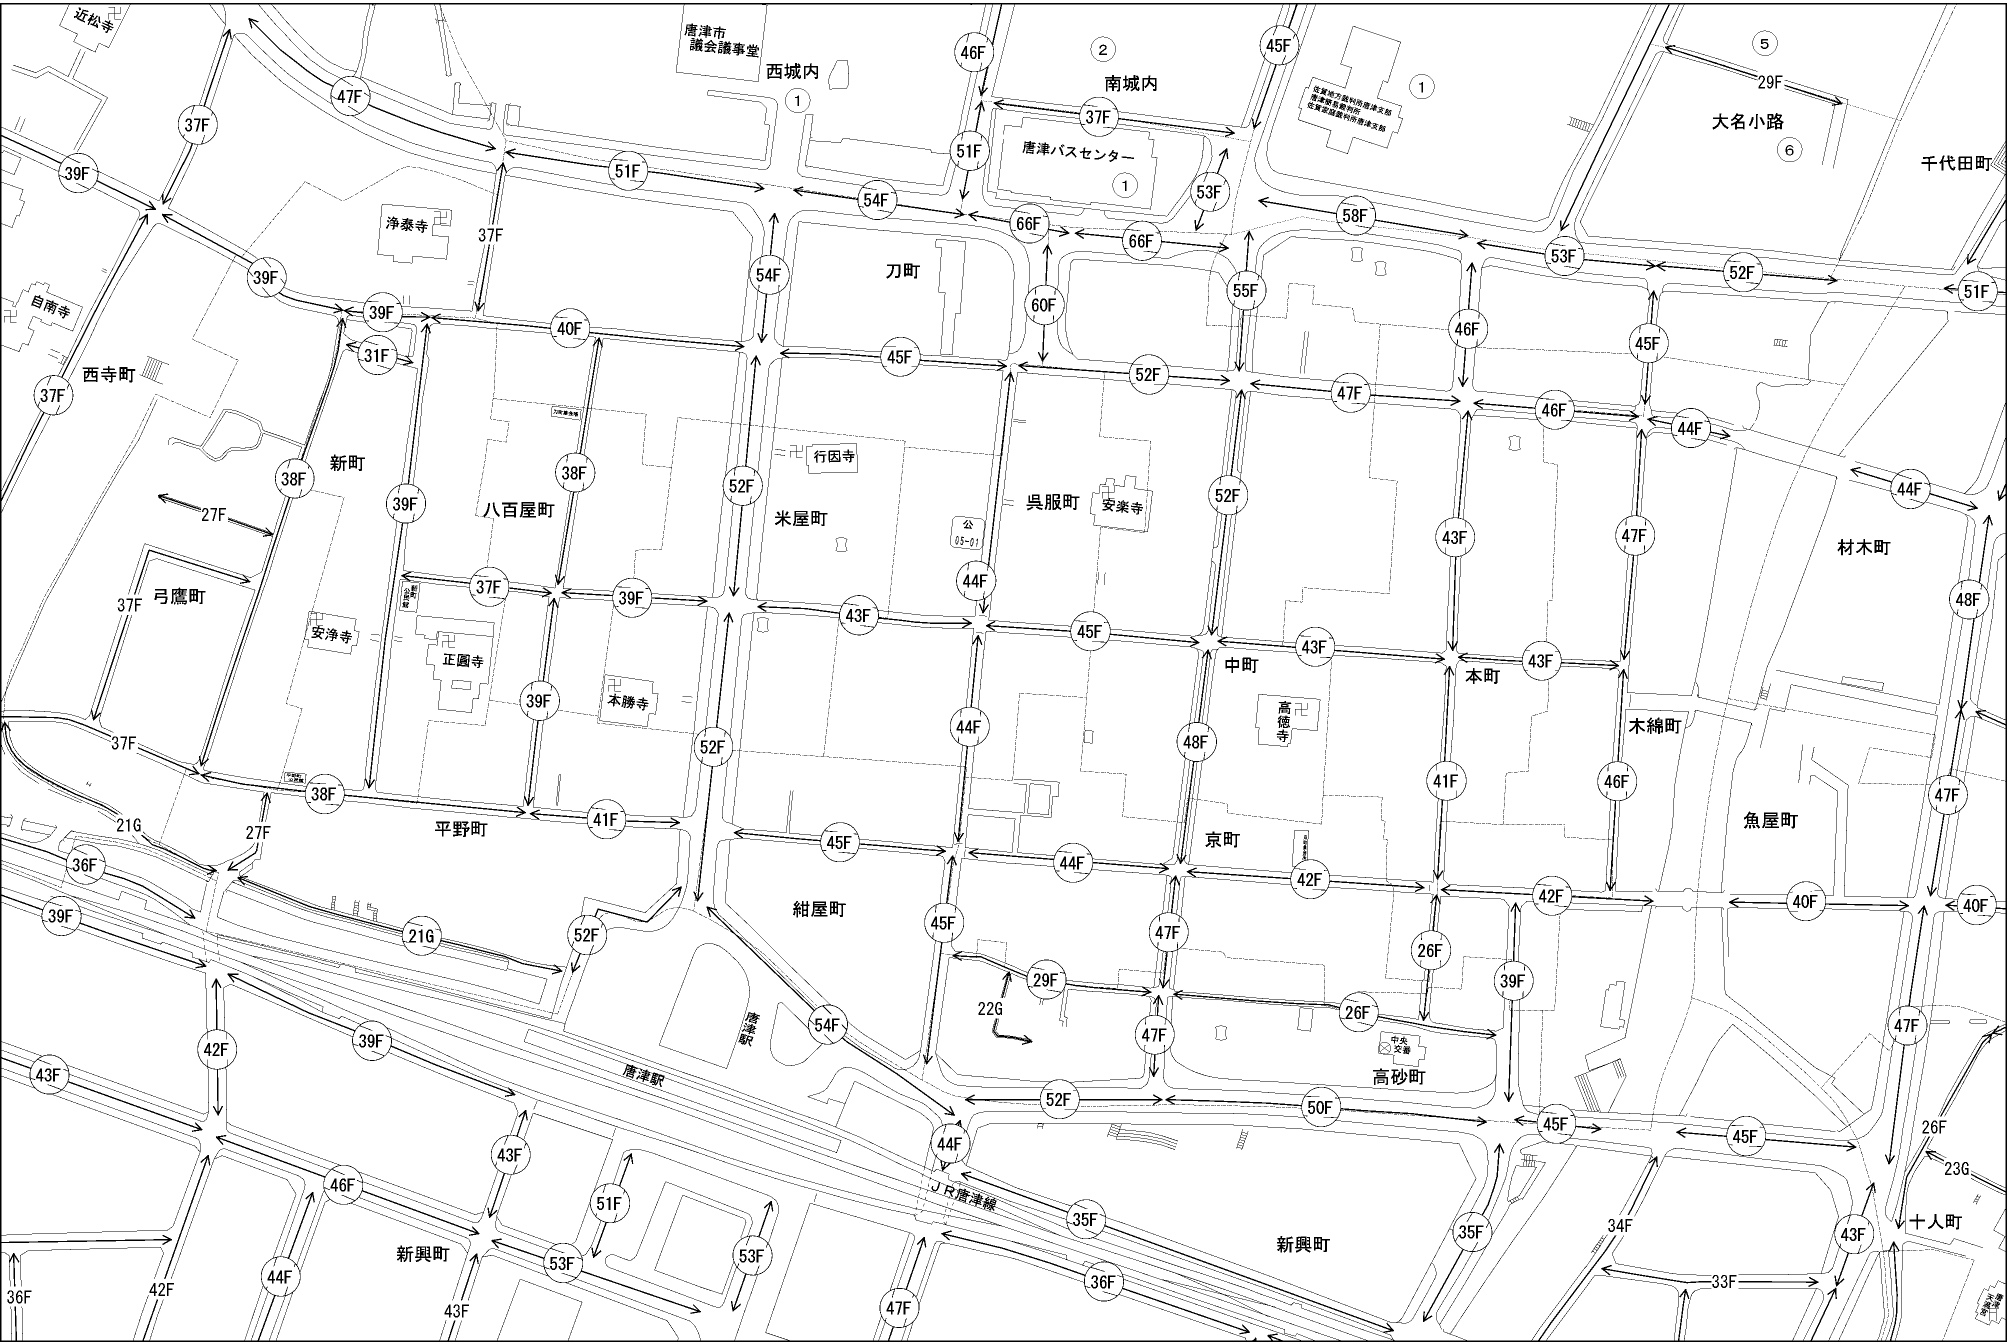 近松寺
唐津市
議会議事堂
46F
②
45F
⑤
西城内
南城内
①
29F
47F
①
佐賀地方裁判所唐津支部
唐津簡易裁判所
佐賀家庭裁判所唐津支部
37F
大名小路
37F
51F
唐津バスセンター
⑥
千代田町
39F
51F
①
53F
54F
58F
浄泰寺
37F
66F
66F
53F
39F
54F
刀町
52F
55F
51F
自南寺
60F
39F
40F
46F
45F
31F
45F
西寺町
52F
47F
37F
46F
44F
行因寺
新町
38F
38F
52F
44F
39F
52F
27F
八百屋町
米屋町
呉服町
安楽寺
公
05-01
43F
47F
材木町
37F
44F
弓鷹町
37F
39F
48F
新町
公民館
43F
45F
安浄寺
43F
43F
正圓寺
中町
本町
39F
本勝寺
44F
高徳寺
木綿町
37F
52F
48F
41F
46F
38F
47F
21G
27F
平野町
41F
45F
京町
魚屋町
36F
44F
42F
42F
40F
40F
39F
紺屋町
45F
47F
21G
52F
26F
29F
39F
22G
26F
54F
唐津駅
47F
47F
42F
39F
中央
交番
43F
唐津駅
高砂町
52F
50F
45F
45F
26F
44F
43F
23G
46F
51F
JR唐津線
35F
34F
35F
十人町
43F
新興町
53F
53F
新興町
44F
36F
33F
42F
36F
43F
47F
唐津
天満宮